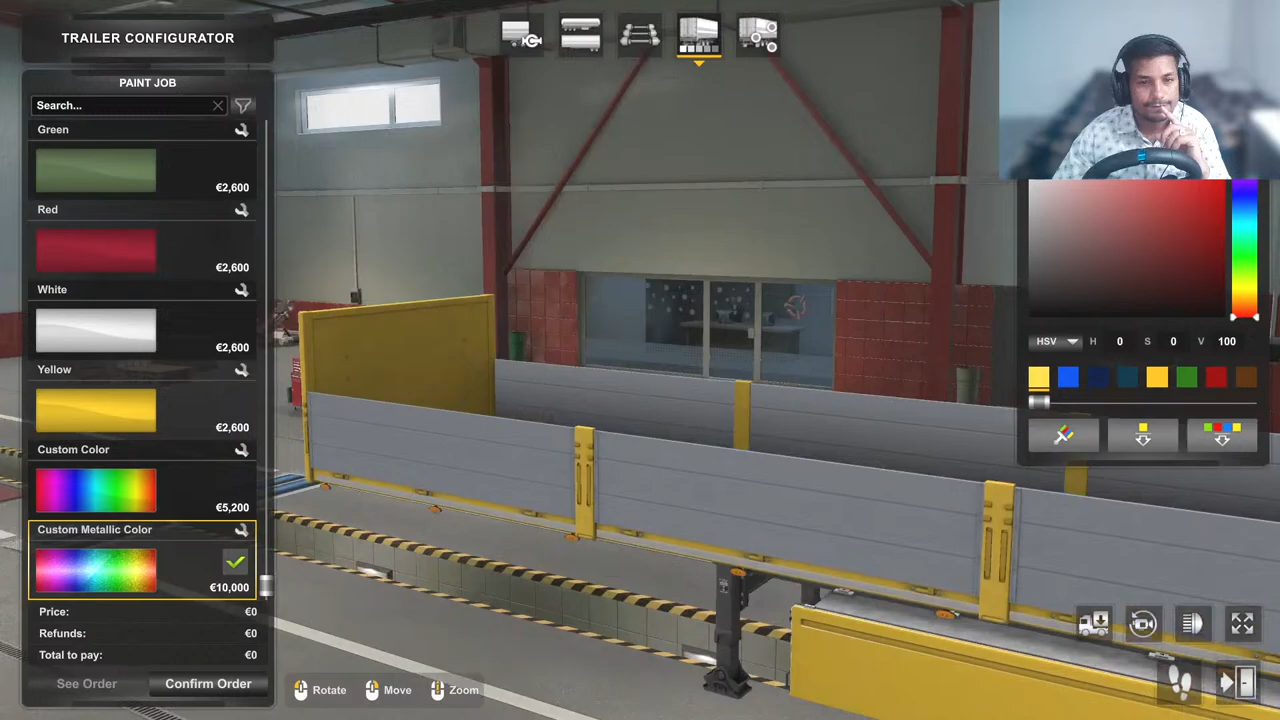 TRAILER CONFIGURATOR
PAINT JOB
Search...
Green
€2,600
Red
€2,600
White
€2,600
Yellow
€2,600
Custom Color
€5,200
Custom Metallic Color
€10,000
Price: €0
Refunds: €0
Total to pay: €0
See Order Confirm Order
Rotate Move Zoom
HSV H 0 S 0 V 100